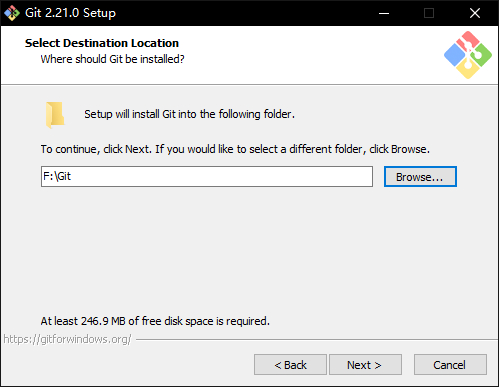 Git 2.21.0 Setup
Select Destination Location
Where should Git be installed?
Setup will install Git into the following folder.
To continue, click Next. If you would like to select a different folder, click Browse.
F:\Git
Browse...
At least 246.9 MB of free disk space is required.
https://gitforwindows.org/
< Back
Next >
Cancel